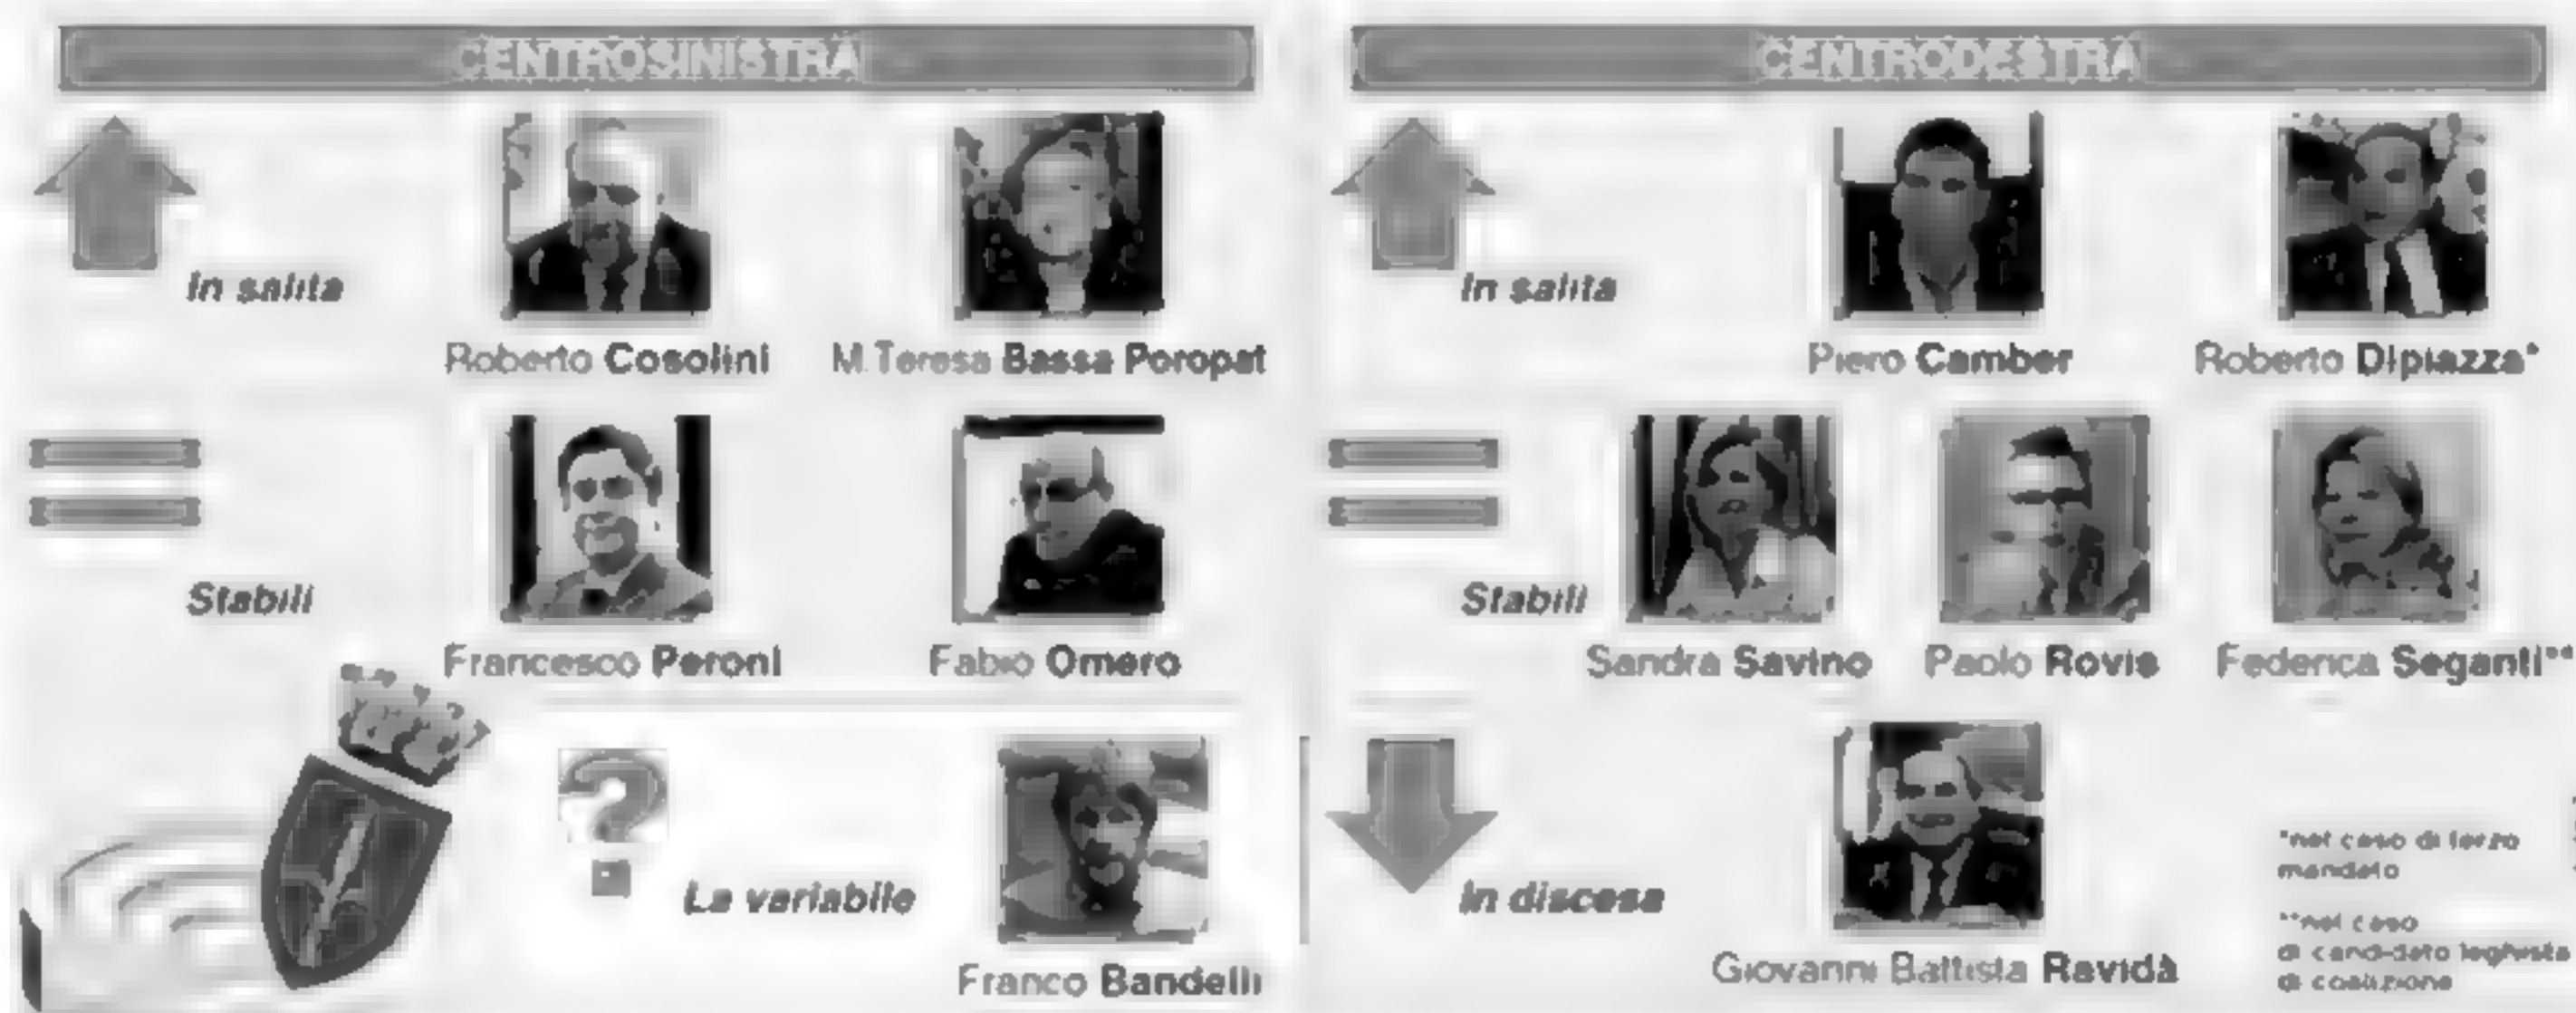 CENTROSINISTRA
In salita
Roberto Cosolini
M.Teresa Bassa Poropat
Stabili
Francesco Peroni
Fabio Omero
?
La variabile
Franco Bandelli
CENTRODESTRA
In salita
Piero Camber
Roberto Dipiazza*
Stabili
Sandra Savino
Paolo Rovis
Federica Seganti**
In discesa
Giovanni Battista Ravidà
*nel caso di terzo
mandato
**nel caso
di candi-dato leghista
di coalizione